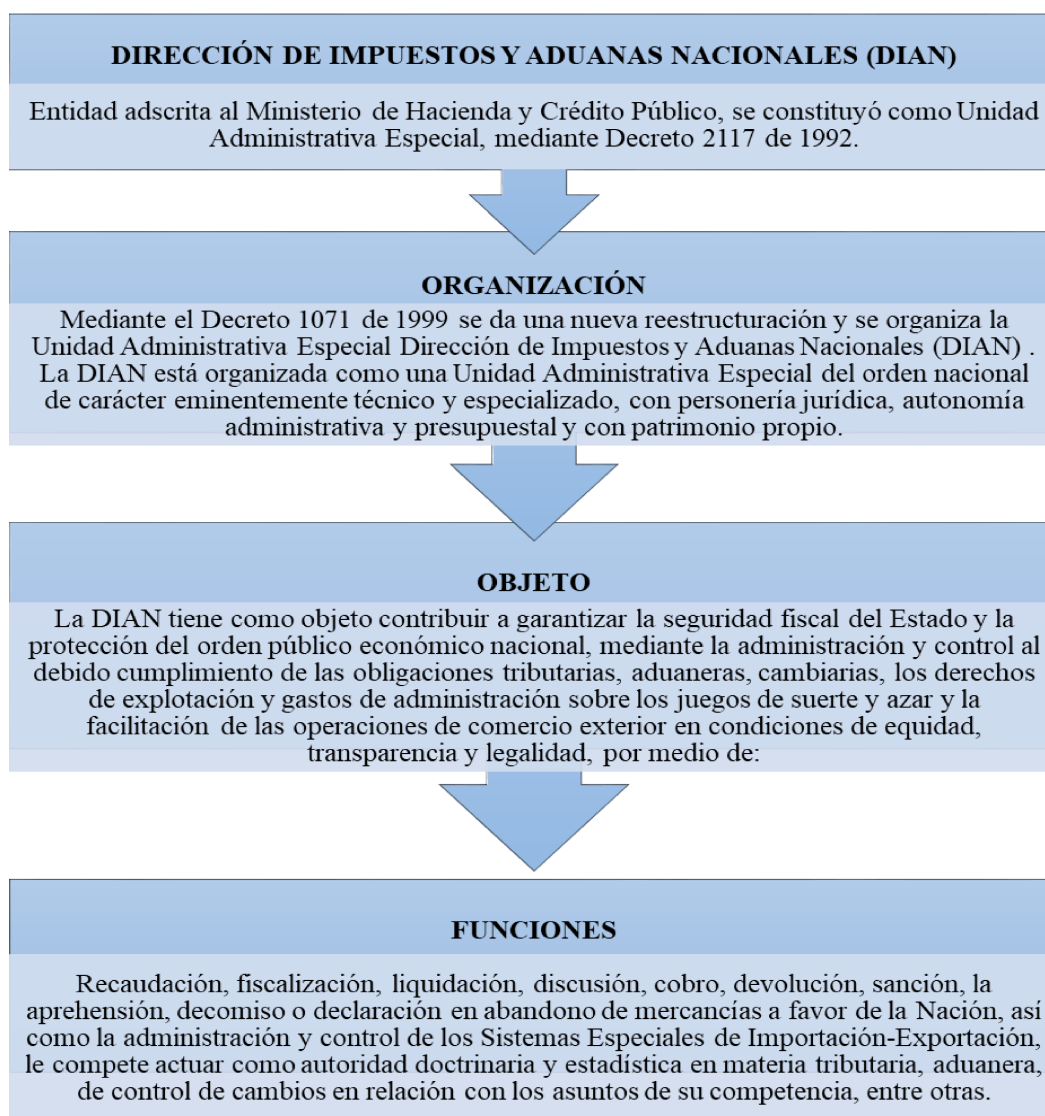 DIRECCIÓN DE IMPUESTOS Y ADUANAS NACIONALES (DIAN)
Entidad adscrita al Ministerio de Hacienda y Crédito Público, se constituyó como Unidad
Administrativa Especial, mediante Decreto 2117 de 1992.
ORGANIZACIÓN
Mediante el Decreto 1071 de 1999 se da una nueva reestructuración y se organiza la
Unidad Administrativa Especial Dirección de Impuestos y Aduanas Nacionales (DIAN) .
La DIAN está organizada como una Unidad Administrativa Especial del orden nacional
de carácter eminentemente técnico y especializado, con personería jurídica, autonomía
administrativa y presupuestal y con patrimonio propio.
OBJETO
La DIAN tiene como objeto contribuir a garantizar la seguridad fiscal del Estado y la
protección del orden público económico nacional, mediante la administración y control al
debido cumplimiento de las obligaciones tributarias, aduaneras, cambiarias, los derechos
de explotación y gastos de administración sobre los juegos de suerte y azar y la
facilitación de las operaciones de comercio exterior en condiciones de equidad,
transparencia y legalidad, por medio de:
FUNCIONES
Recaudación, fiscalización, liquidación, discusión, cobro, devolución, sanción, la
aprehensión, decomiso o declaración en abandono de mercancías a favor de la Nación, así
como la administración y control de los Sistemas Especiales de Importación-Exportación,
le compete actuar como autoridad doctrinaria y estadística en materia tributaria, aduanera,
de control de cambios en relación con los asuntos de su competencia, entre otras.